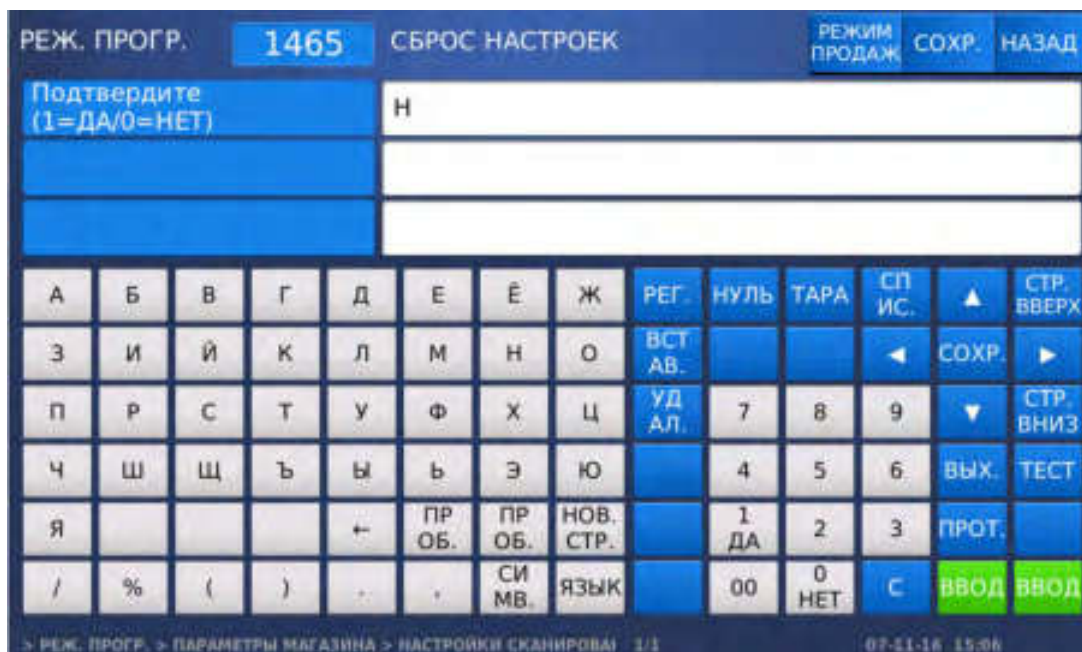 РЕЖ. ПРОГР. 1465 СБРОС НАСТРОЕК РЕЖИМ ПРОДАЖ СОХР. НАЗАД
Подтвердите
(1=ДА/0=НЕТ)
Н
А Б В Г Д Е Ё Ж РЕГ. НУЛЬ ТАРА СП ИС. ▲ СТР. ВВЕРХ
З И Й К Л М Н О ВСТ АВ. ◄ СОХР. ►
П Р С Т У Ф Х Ц УД АЛ. 7 8 9 ▼ СТР. ВНИЗ
Ч Ш Щ Ъ Ы Ь Э Ю 4 5 6 ВЫХ. ТЕСТ
Я ← ПР ОБ. ПР ОБ. НОВ. СТР. 1 ДА 2 3 ПРОТ.
/ % ( ) . , СИ МВ. ЯЗЫК 00 0 НЕТ С ВВОД ВВОД
> РЕЖ. ПРОГР. > ПАРАМЕТРЫ МАГАЗИНА > НАСТРОЙКИ СКАНИРОВАН 1/1 07-11-16 15:06